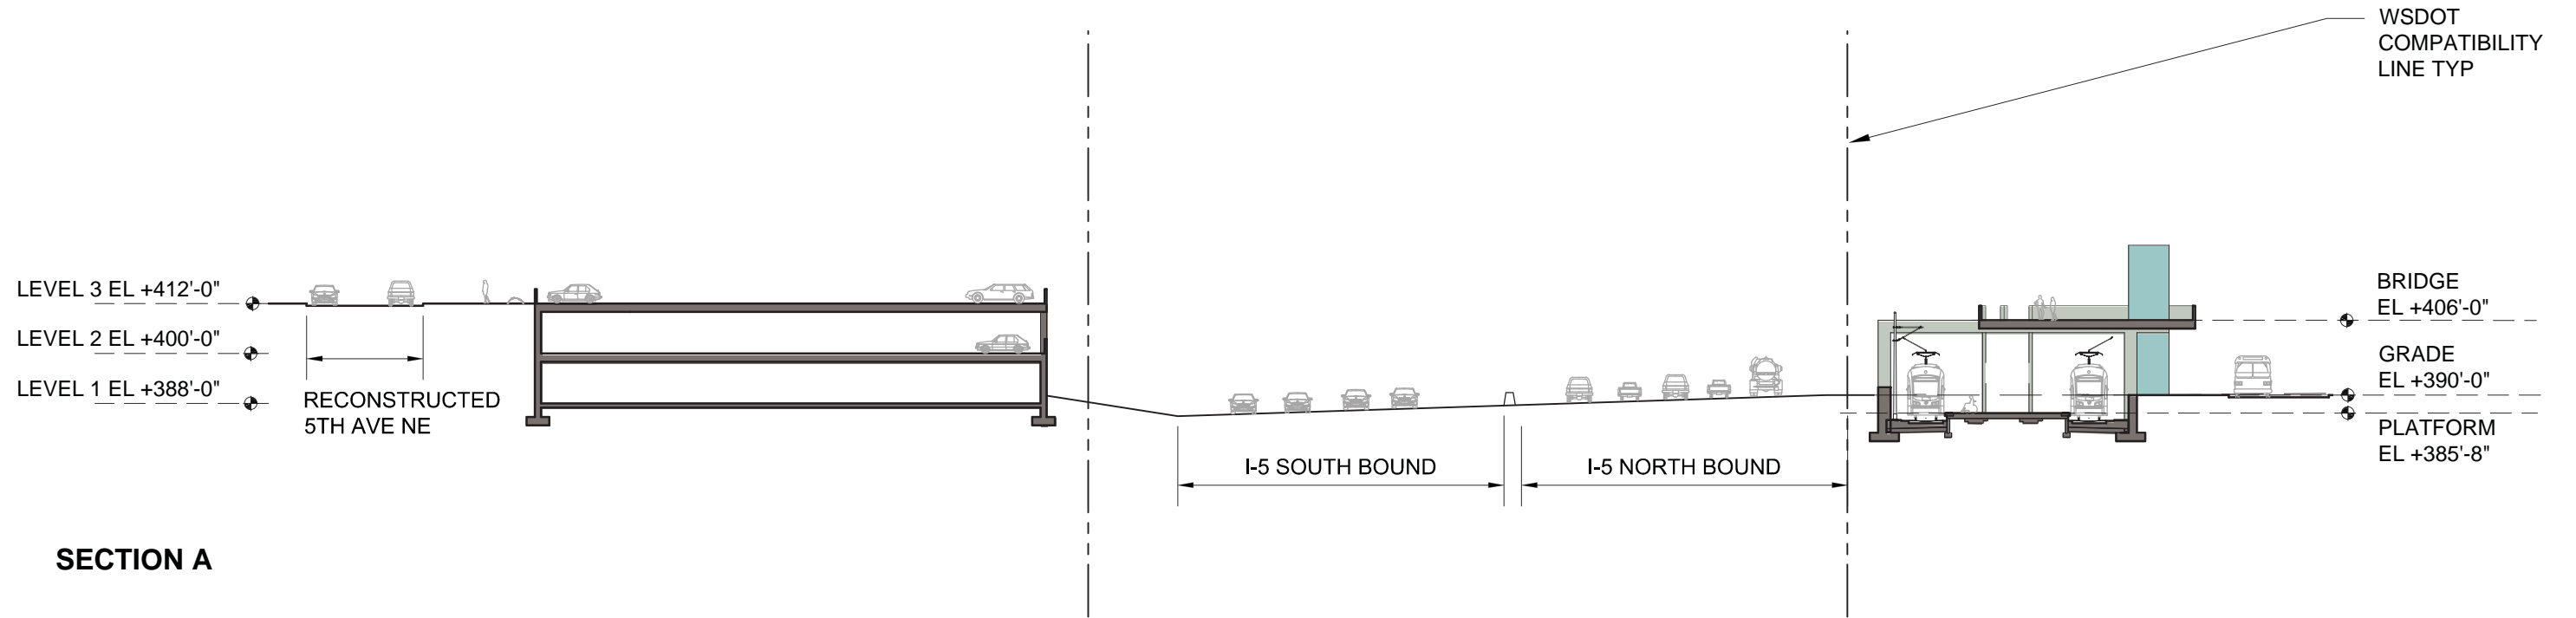 WSDOT
COMPATIBILITY
LINE TYP
LEVEL 3 EL +412'-0"
LEVEL 2 EL +400'-0"
LEVEL 1 EL +388'-0"
RECONSTRUCTED
5TH AVE NE
I-5 SOUTH BOUND
I-5 NORTH BOUND
BRIDGE
EL +406'-0"
GRADE
EL +390'-0"
PLATFORM
EL +385'-8"
SECTION A